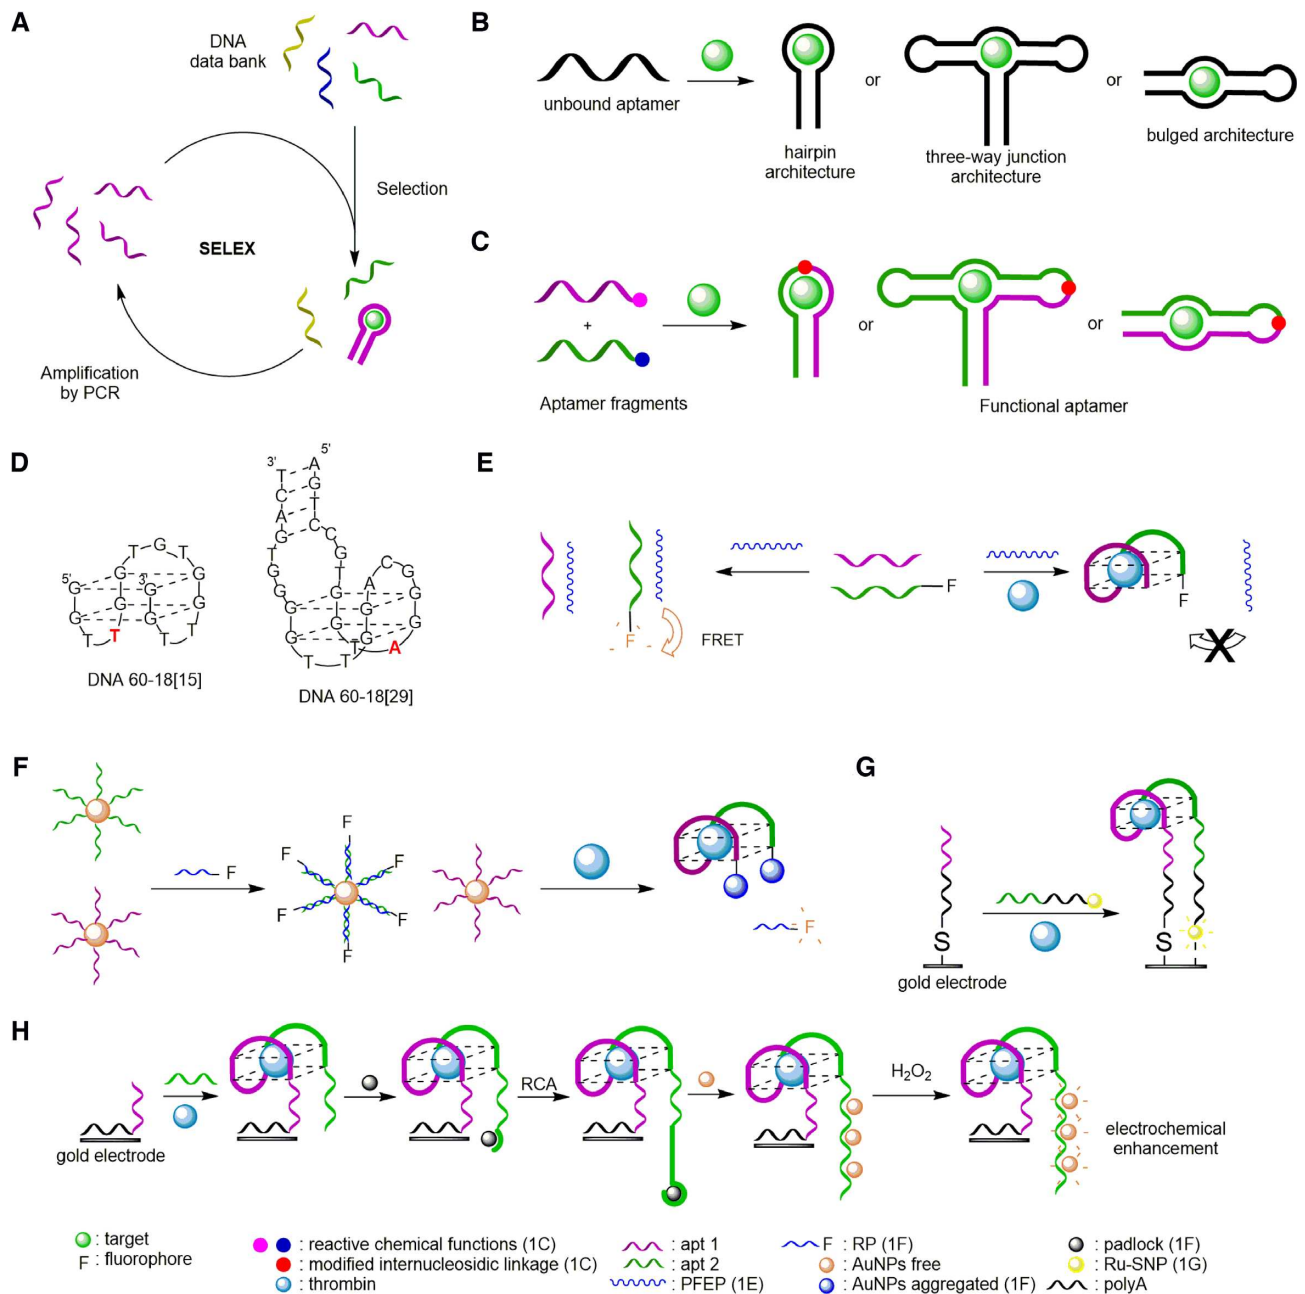 A
DNA
data bank
Selection
SELEX
Amplification
by PCR
B
unbound aptamer
or
or
hairpin
architecture
three-way junction
architecture
bulged architecture
C
+
or
or
Aptamer fragments
Functional aptamer
D
5'
3'
G
G
T
T
G
G
T
G
T
G
G
T
T
G
G
DNA 60-18[15]
3'
5'
T
C
A
G
T
G
G
G
G
T
T
G
G
A
C
A
G
T
C
C
G
T
G
G
T
A
G
G
G
DNA 60-18[29]
E
F
FRET
F
F
X
F
F
F
F
F
F
F
F
F
G
S
gold electrode
S
H
gold electrode
RCA
H₂O₂
electrochemical
enhancement
: target
F : fluorophore
: reactive chemical functions (1C)
: modified internucleosidic linkage (1C)
: thrombin
: apt 1
: apt 2
: PFEP (1E)
F : RP (1F)
: AuNPs free
: AuNPs aggregated (1F)
: padlock (1F)
: Ru-SNP (1G)
: polyA